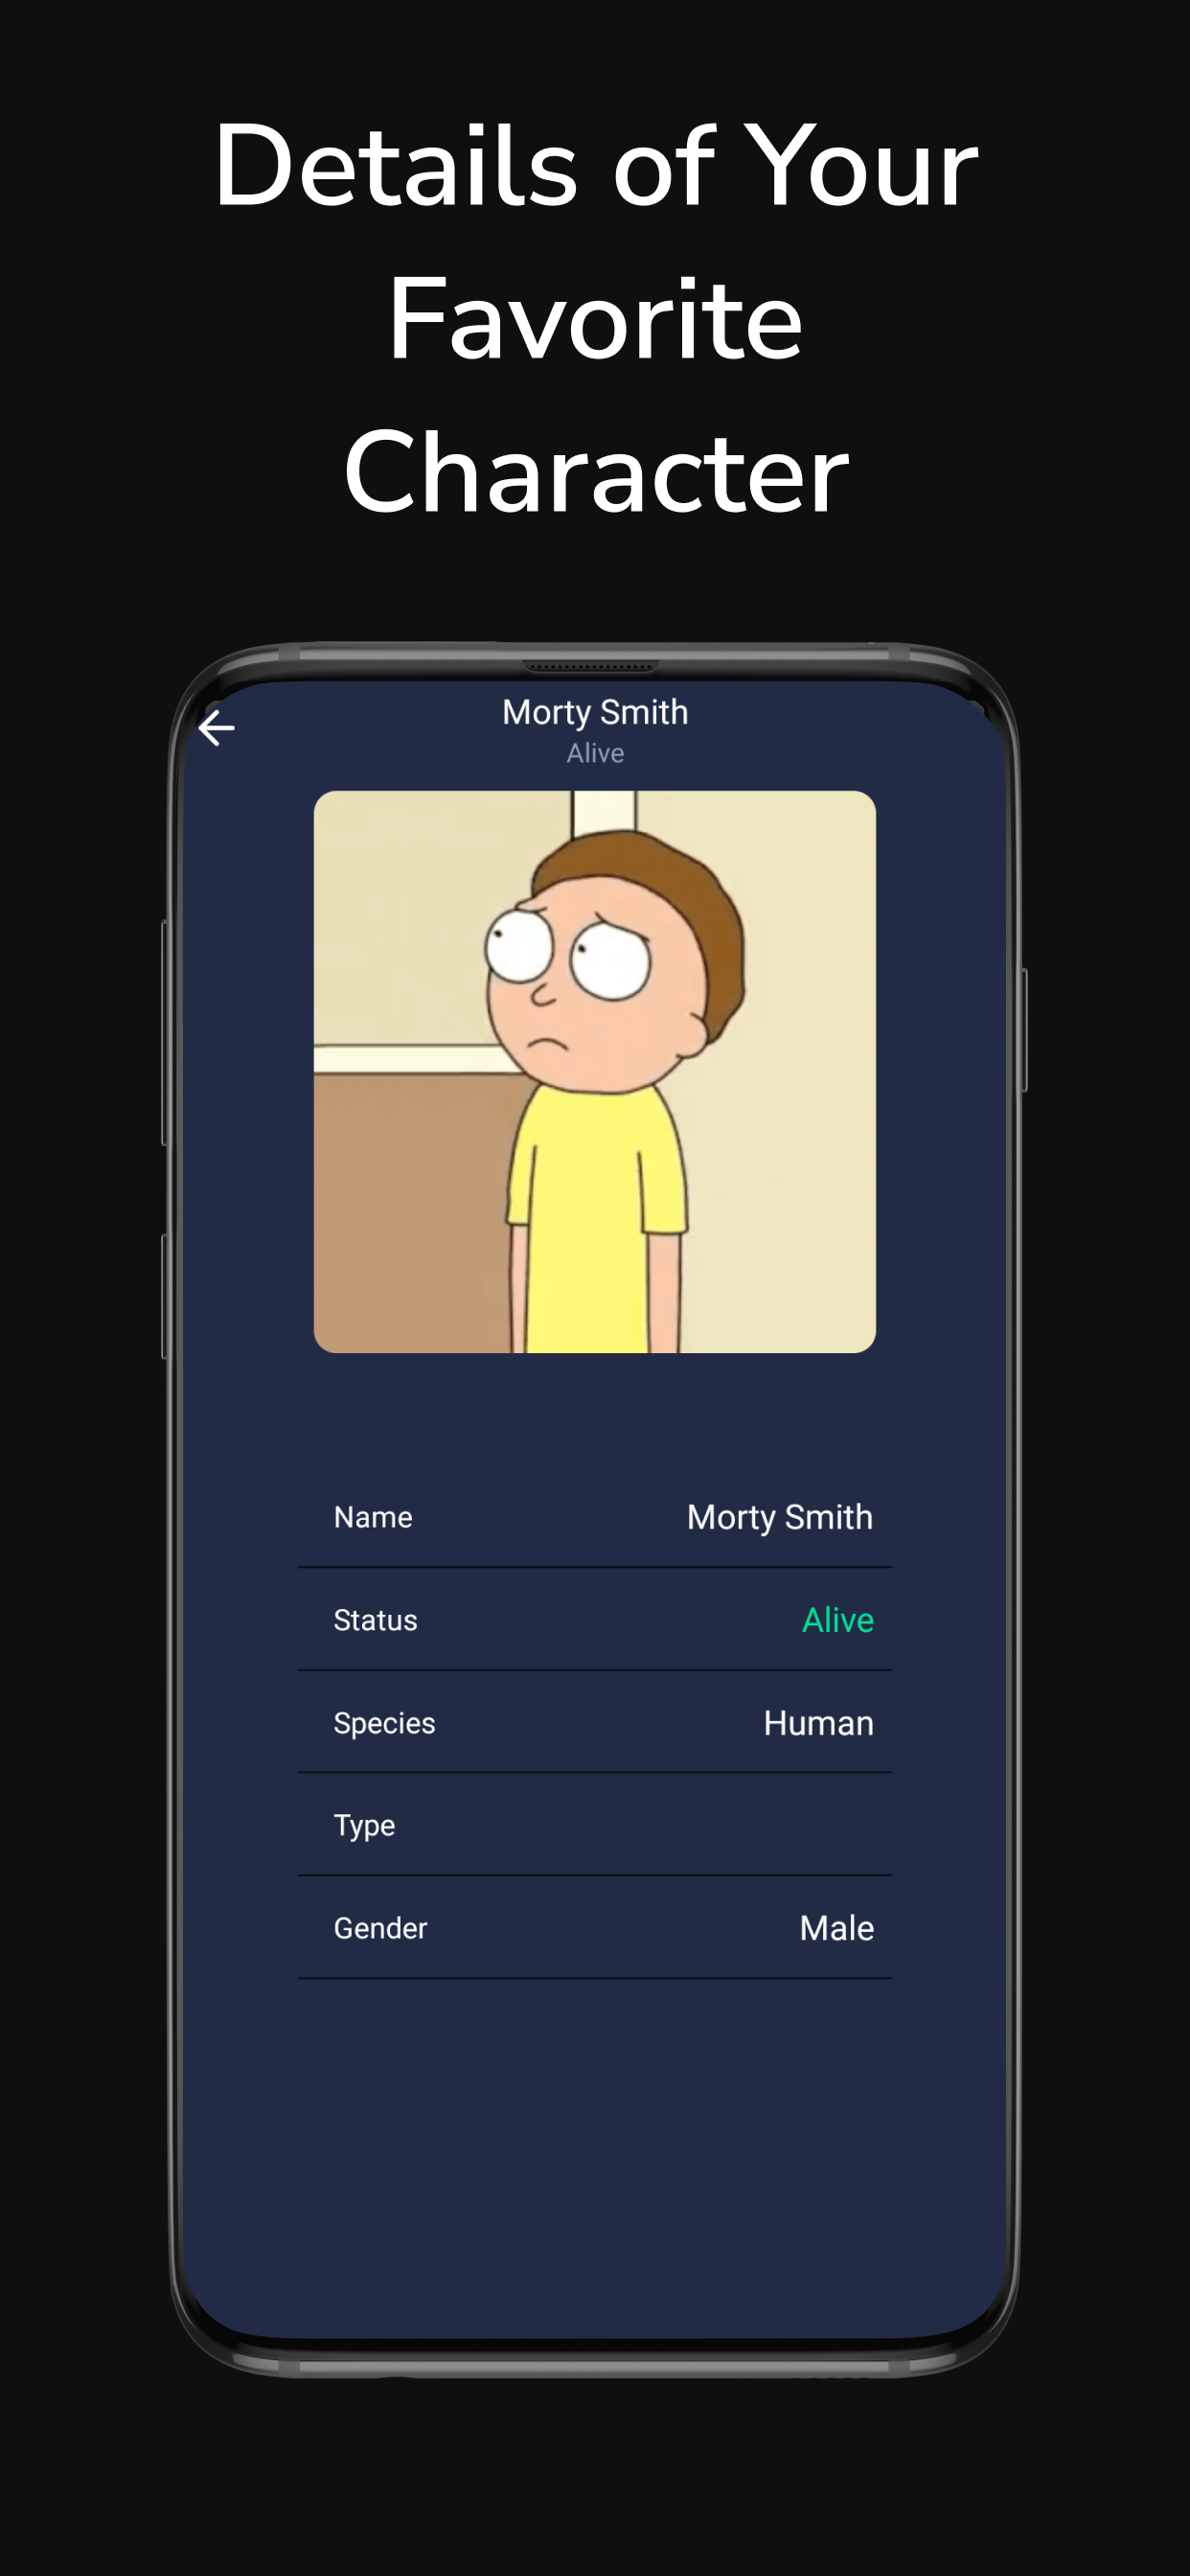 Details of Your
Favorite
Character
Morty Smith
Alive
Name Morty Smith
Status Alive
Species Human
Type
Gender Male